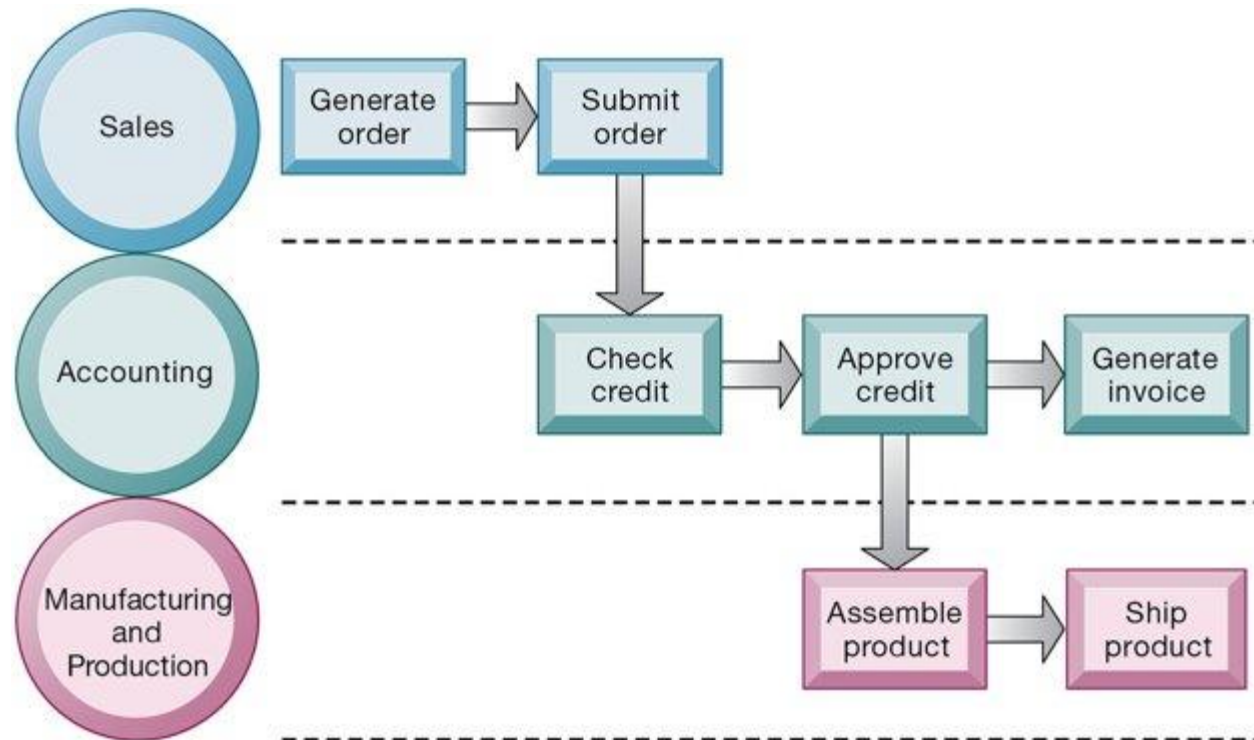 Sales
Generate
order
Submit
order
Accounting
Check
credit
Approve
credit
Generate
invoice
Manufacturing
and
Production
Assemble
product
Ship
product